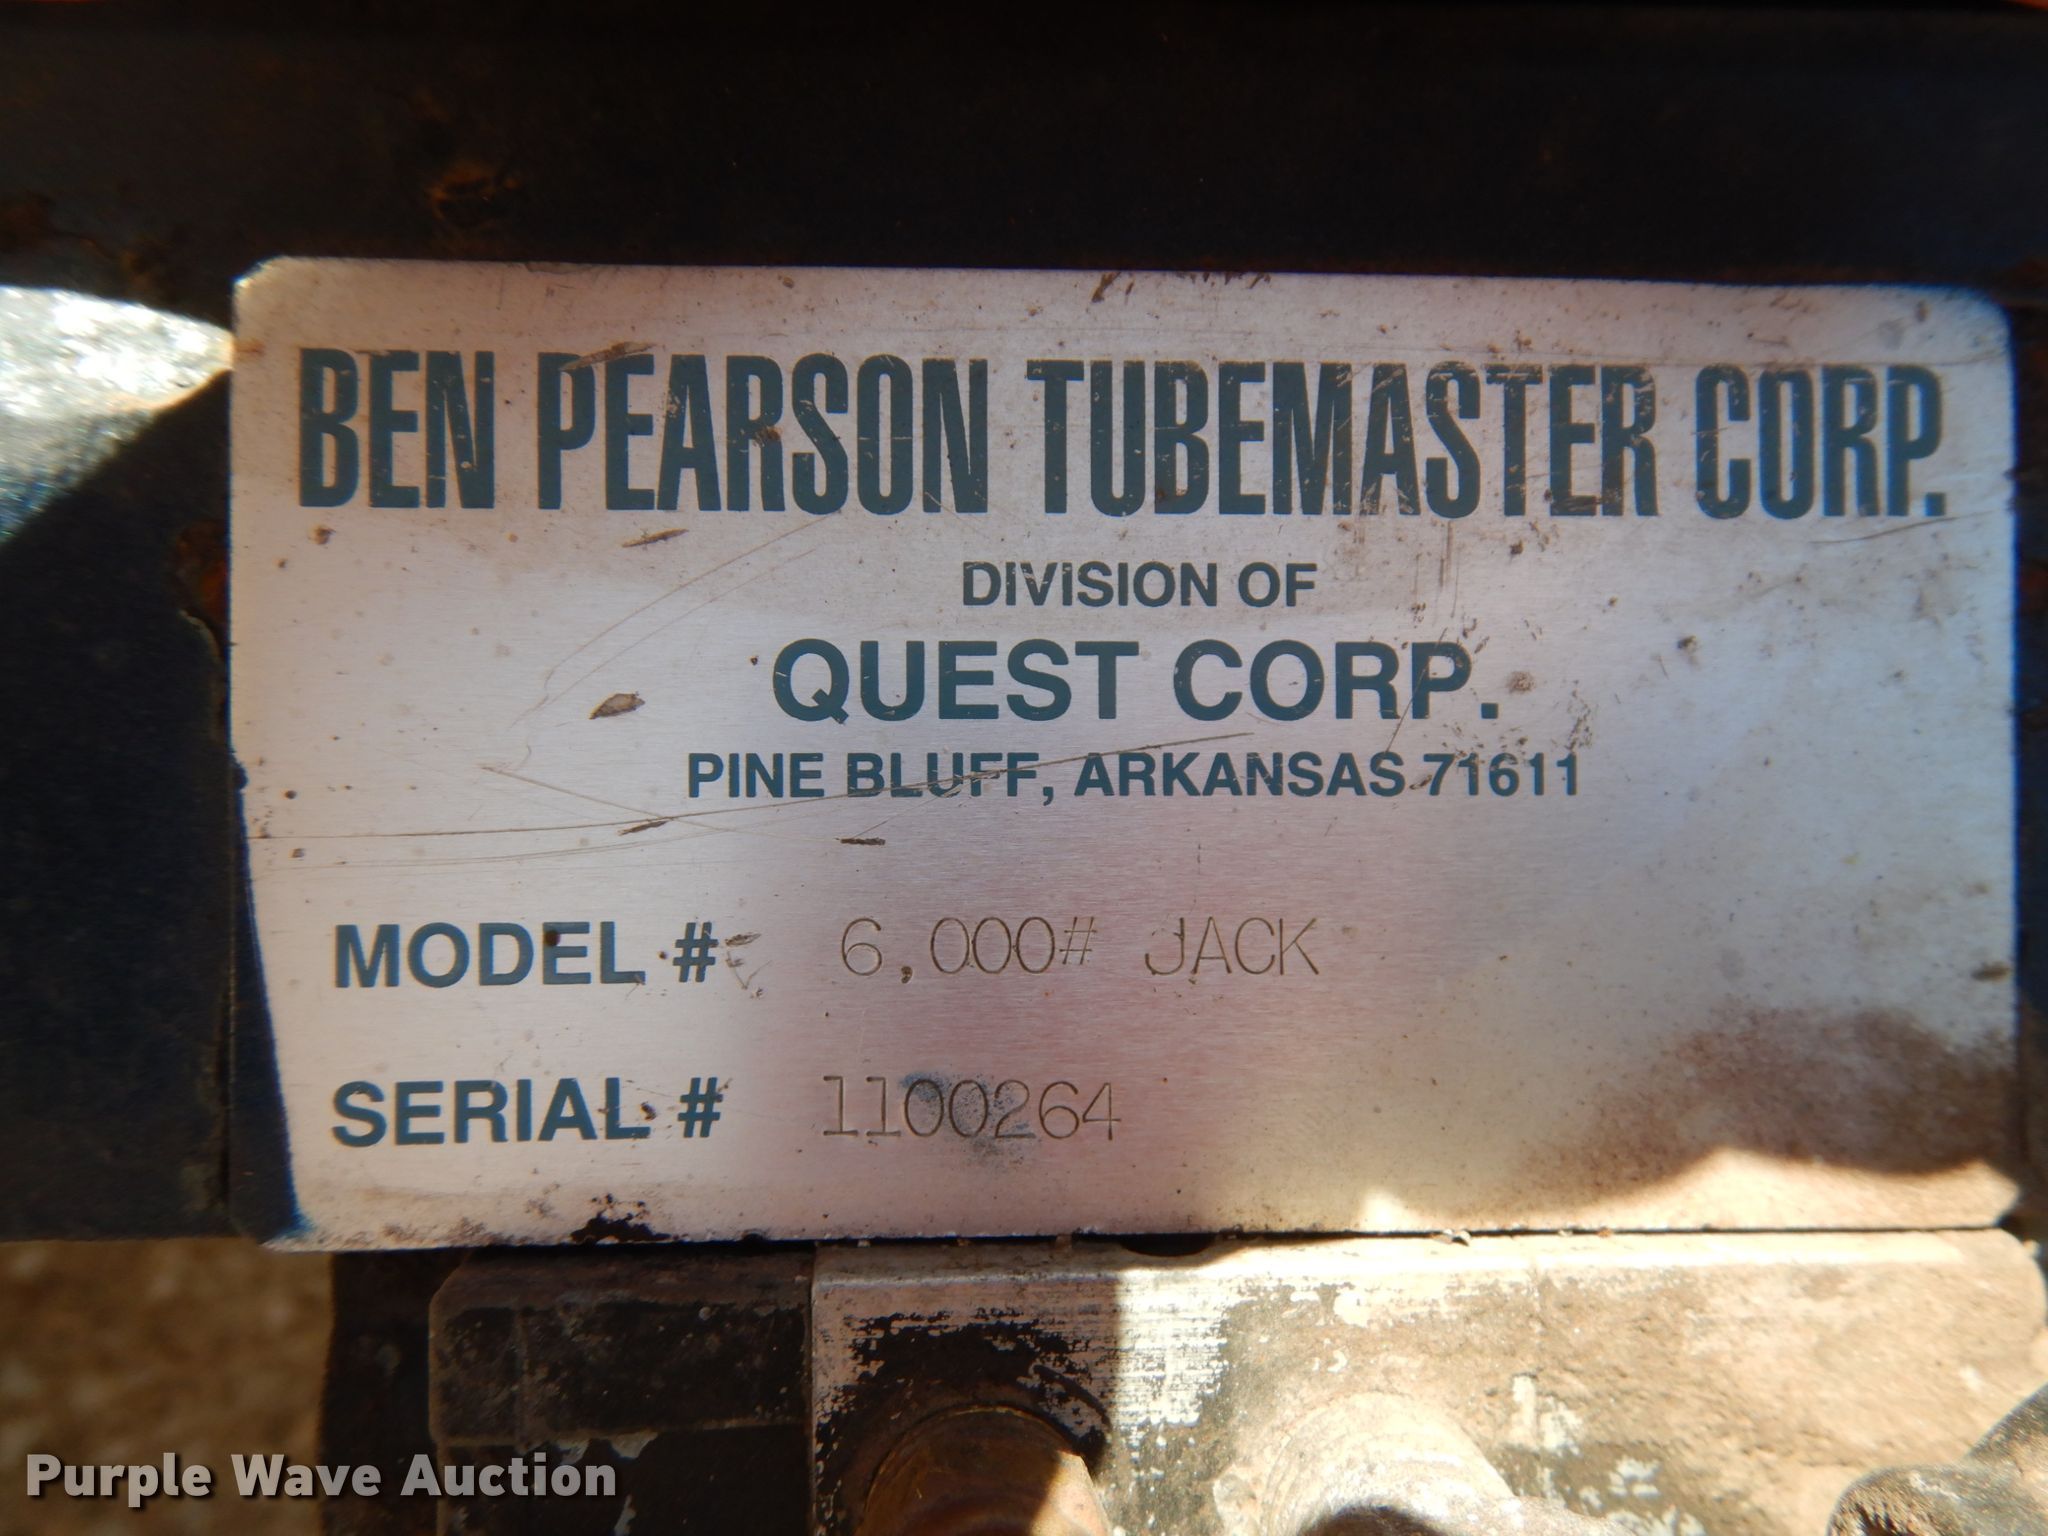 BEN PEARSON TUBEMASTER CORP.
DIVISION OF
QUEST CORP.
PINE BLUFF, ARKANSAS 71611
MODEL # 6,000# JACK
SERIAL # 1100264
Purple Wave Auction